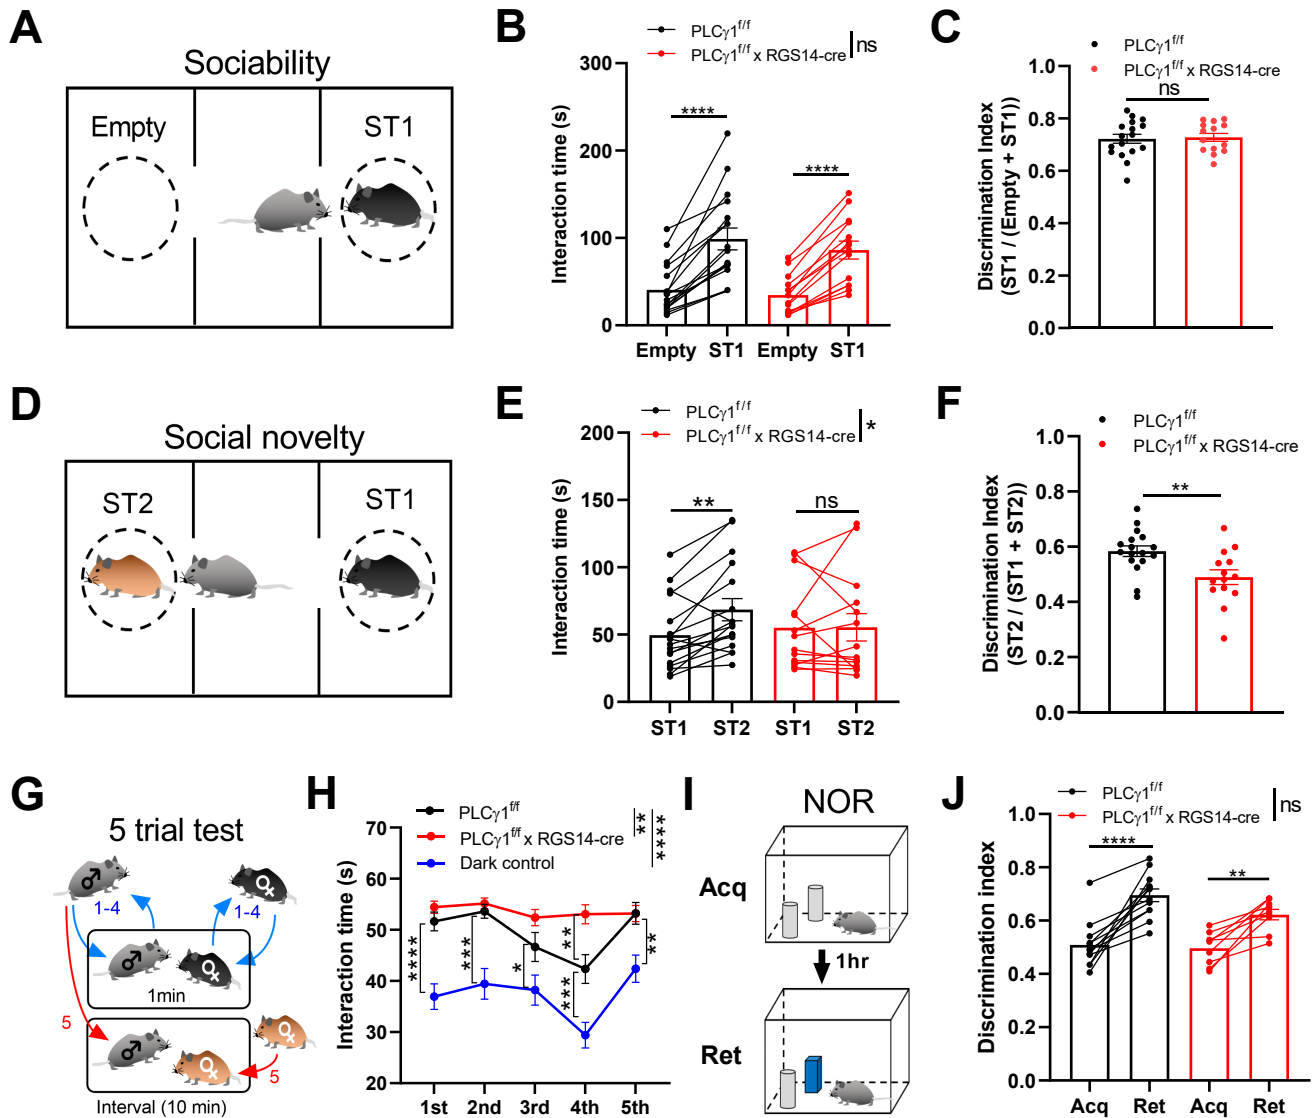 A
Sociability
Empty
ST1
B
PLCγ1f/f
PLCγ1f/f x RGS14-cre
ns
Interaction time (s)
300
200
100
0
****
****
Empty ST1 Empty ST1
C
PLCγ1f/f
PLCγ1f/f x RGS14-cre
ns
Discrimination Index
(ST1 / (Empty + ST1))
1.0
0.8
0.6
0.4
0.2
0.0
D
Social novelty
ST2
ST1
E
PLCγ1f/f
PLCγ1f/f x RGS14-cre
*
Interaction time (s)
200
150
100
50
0
**
ns
ST1 ST2 ST1 ST2
F
PLCγ1f/f
PLCγ1f/f x RGS14-cre
**
Discrimination Index
(ST2 / (ST1 + ST2))
1.0
0.8
0.6
0.4
0.2
0.0
G
5 trial test
♂
♀
1-4
1-4
♂
♀
1min
5
♂
♀
♀
5
Interval (10 min)
H
PLCγ1f/f
PLCγ1f/f x RGS14-cre
Dark control
**
****
Interaction time (s)
70
60
50
40
30
20
****
***
*
**
***
**
1st 2nd 3rd 4th 5th
I
NOR
Acq
1hr
Ret
J
PLCγ1f/f
PLCγ1f/f x RGS14-cre
ns
Discrimination index
1.0
0.8
0.6
0.4
0.2
0.0
****
**
Acq Ret Acq Ret